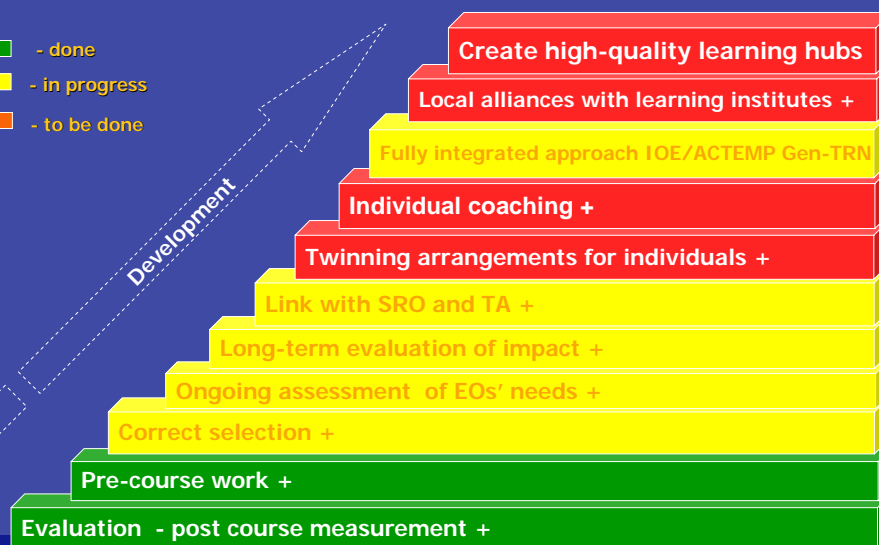 - done
- in progress
- to be done
Development
Create high-quality learning hubs
Local alliances with learning institutes +
Fully integrated approach IOE/ACTEMP Gen-TRN
Individual coaching +
Twinning arrangements for individuals +
Link with SRO and TA +
Long-term evaluation of impact +
Ongoing assessment of EOs' needs +
Correct selection +
Pre-course work +
Evaluation - post course measurement +